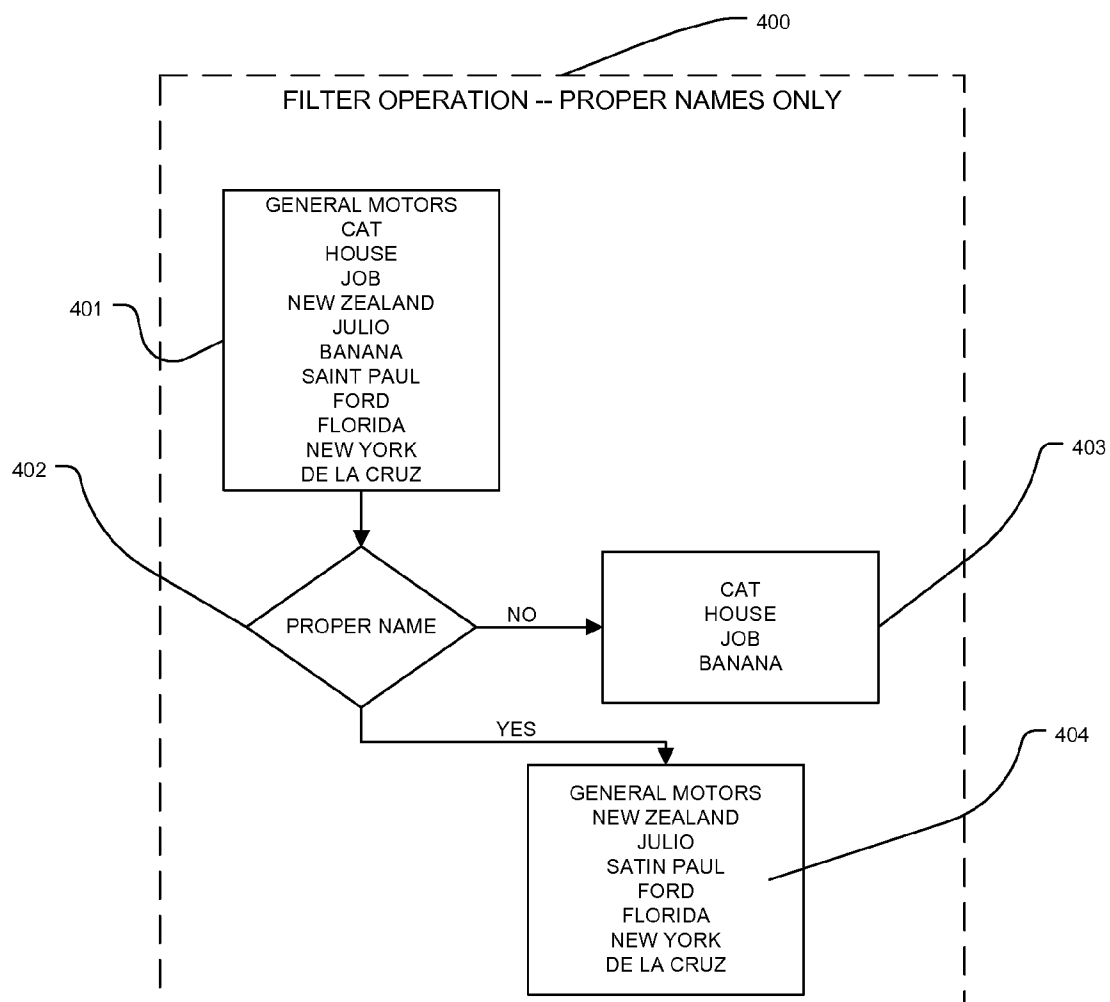 400
FILTER OPERATION -- PROPER NAMES ONLY
GENERAL MOTORS
CAT
HOUSE
JOB
NEW ZEALAND
JULIO
BANANA
SAINT PAUL
FORD
FLORIDA
NEW YORK
DE LA CRUZ
401
402
403
PROPER NAME
NO
CAT
HOUSE
JOB
BANANA
YES
404
GENERAL MOTORS
NEW ZEALAND
JULIO
SATIN PAUL
FORD
FLORIDA
NEW YORK
DE LA CRUZ